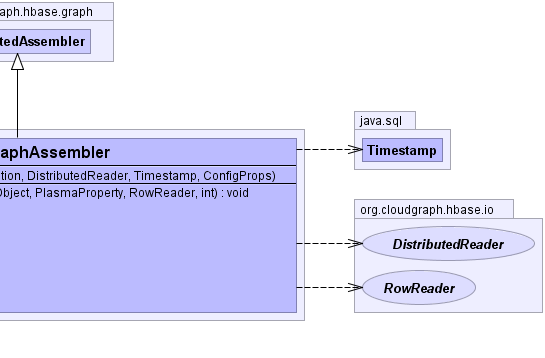 aph.hbase.graph
tedAssembler
java.sql
Timestamp
aphAssembler
tion, DistributedReader, Timestamp, ConfigProps)
Object, PlasmaProperty, RowReader, int) : void
org.cloudgraph.hbase.io
DistributedReader
RowReader